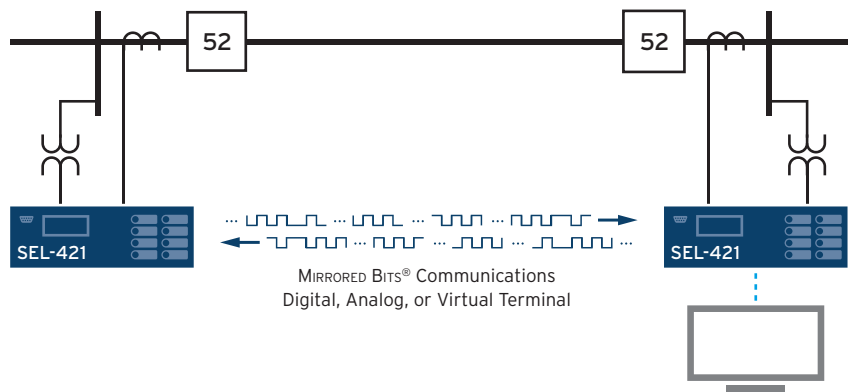 52
52
SEL-421
SEL-421
MIRRORED BITS® Communications
Digital, Analog, or Virtual Terminal